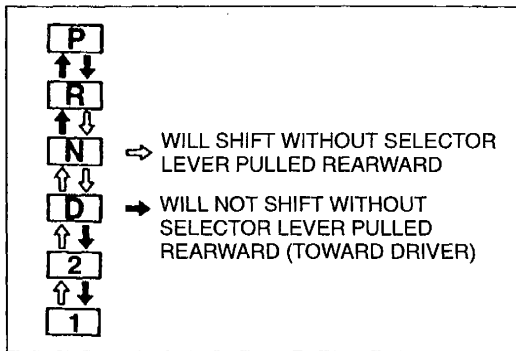 P
R
N
D
2
1
WILL SHIFT WITHOUT SELECTOR
LEVER PULLED REARWARD
WILL NOT SHIFT WITHOUT
SELECTOR LEVER PULLED
REARWARD (TOWARD DRIVER)